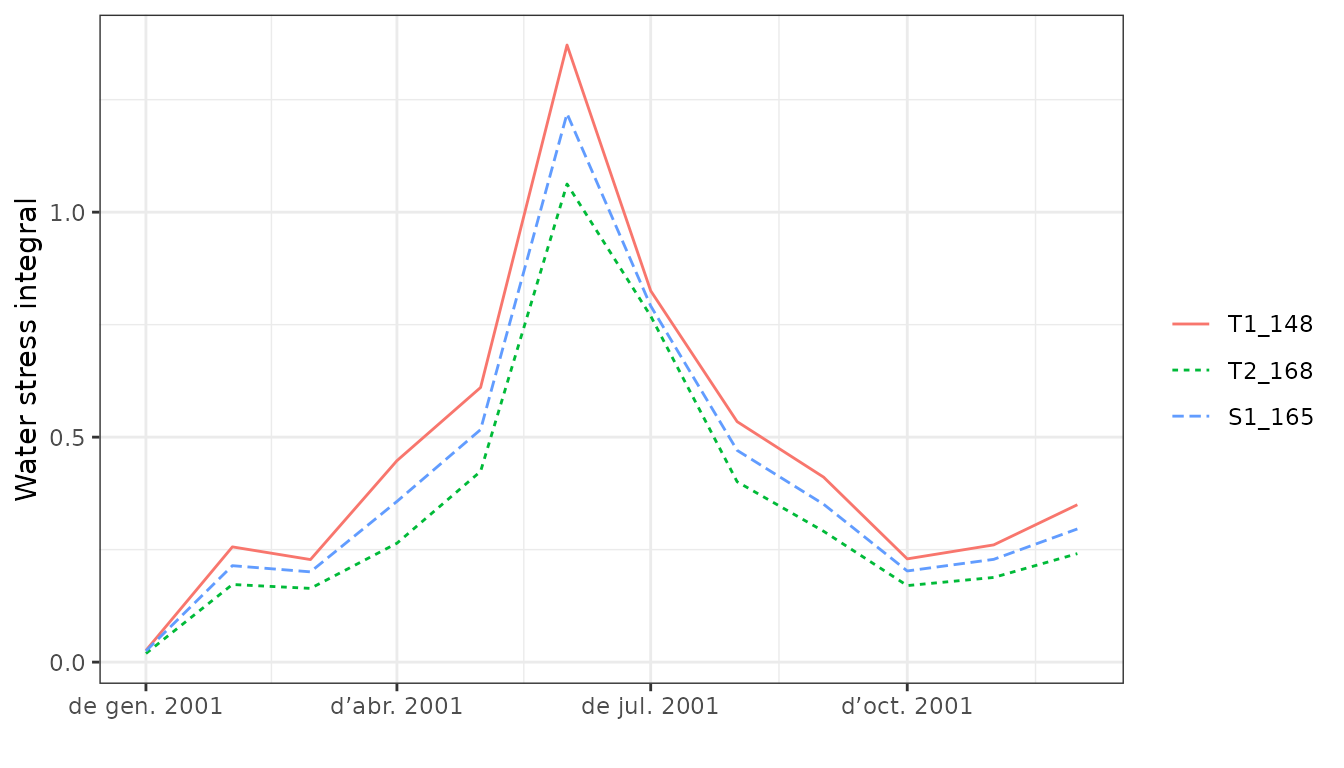 Water stress integral
1.0
0.5
0.0
de gen. 2001
d’abr. 2001
de jul. 2001
d’oct. 2001
T1_148
T2_168
S1_165